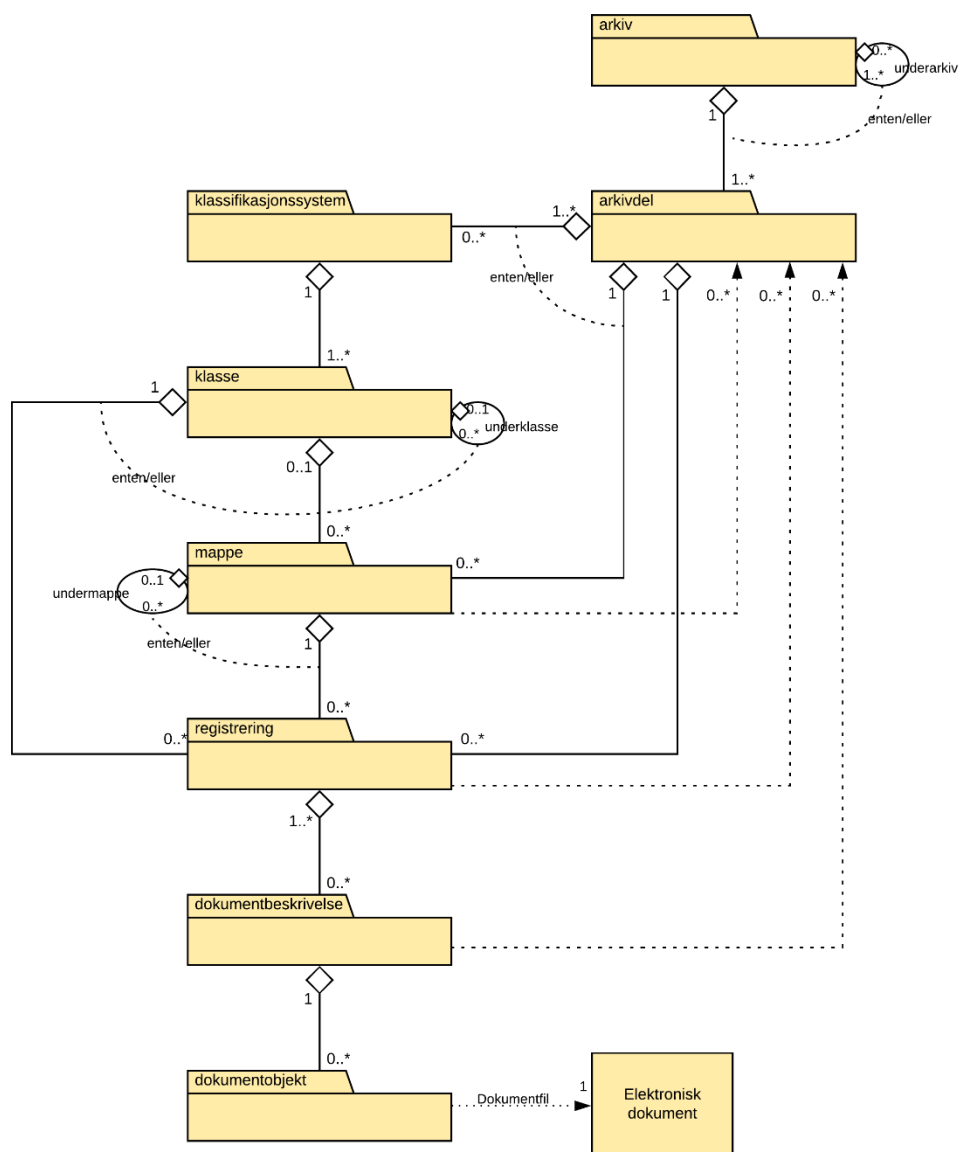 arkiv
0..*
underarkiv
1..*
1
enten/eller
1..*
klassifikasjonssystem
1..*
arkivdel
0..*
enten/eller
1
1
1
0..*
0..*
0..*
1..*
klasse
1
0..1
underklasse
0..*
0..1
enten/eller
0..*
mappe
0..*
0..1
undermappe
0..*
enten/eller
1
0..*
registrering
0..*
0..*
1..*
0..*
dokumentbeskrivelse
1
0..*
dokumentobjekt
Dokumentfil
1
Elektronisk
dokument